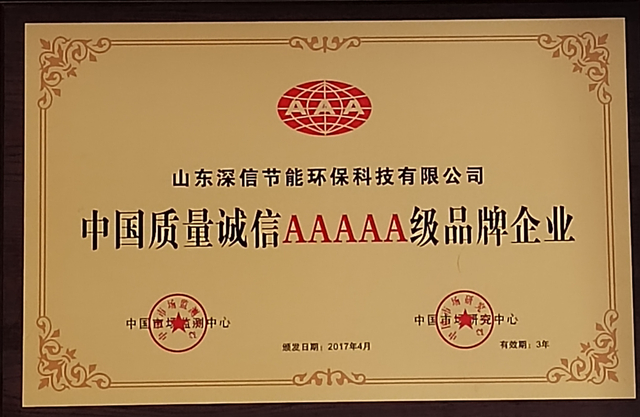 AAA
山东深信节能环保科技有限公司
中国质量诚信AAAAA级品牌企业
中国市场监测中心
中国市场研究中心
颁发日期：2017年4月
有效期：3年